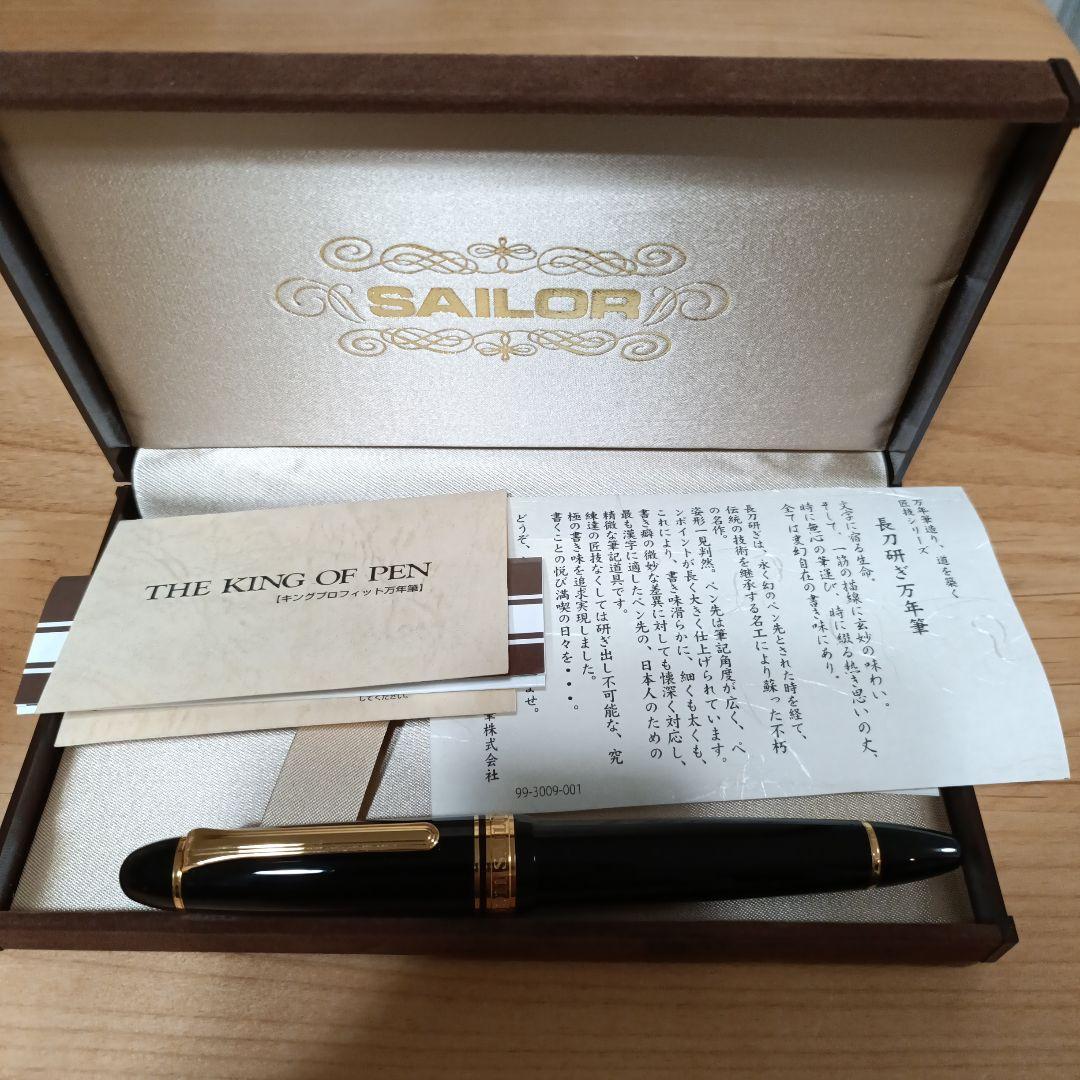 SAILOR
THE KING OF PEN
【キングプロフィット万年筆】
してください。
万年筆造り、道を築く
匠技シリーズ
長刀研ぎ万年筆
文字に宿る生命。
そして、一筋の描線に玄妙の味わい。
時に無心の筆運び、時に綴る熱き思いの丈、
全ては変幻自在の書き味にあり。
長刀研ぎは、永く幻のペン先とされた時を経て、
伝統の技術を継承する名工により蘇った不朽
の名作。
姿形一見判然。ペン先は筆記角度が広く、ペ
ンポイントが長く大きく仕上げられています。
これにより、書き味滑らかに、細くも太くも、
書き癖の微妙な差異に対しても懐深く対応し、
最も漢字に適したペン先の、日本人のための
精微な筆記道具です。
練達の匠技なくしては研ぎ出し不可能な、究
極の書き味を追求実現しました。
書くことの悦び満喫の日々を・・・。
どうぞ、
ませ。
筆株式会社
99-3009-001